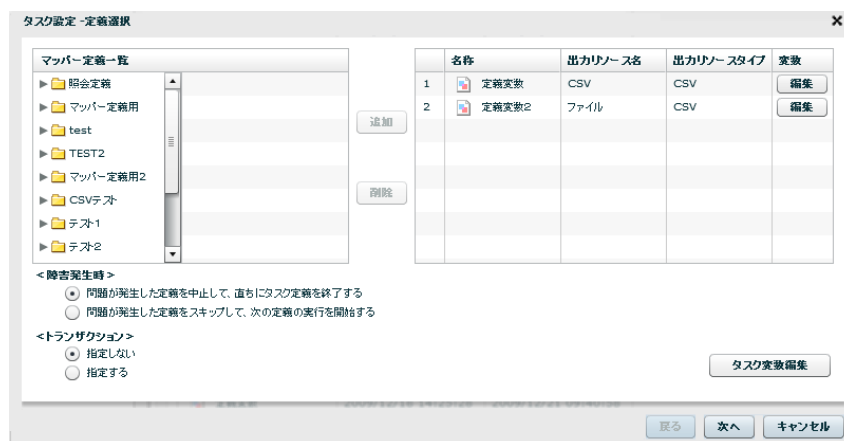 タスク設定 -定義選択
マッパー定義一覧
照会定義
マッパー定義用
test
TEST2
マッパー定義用2
CSVテスト
テスト1
テスト2
追加
削除
名称 出力リソース名 出力リソースタイプ 変数
1 定義変数 CSV CSV 編集
2 定義変数2 ファイル CSV 編集
<障害発生時>
問題が発生した定義を中止して、直ちにタスク定義を終了する
問題が発生した定義をスキップして、次の定義の実行を開始する
<トランザクション>
指定しない
指定する
タスク変数編集
戻る 次へ キャンセル